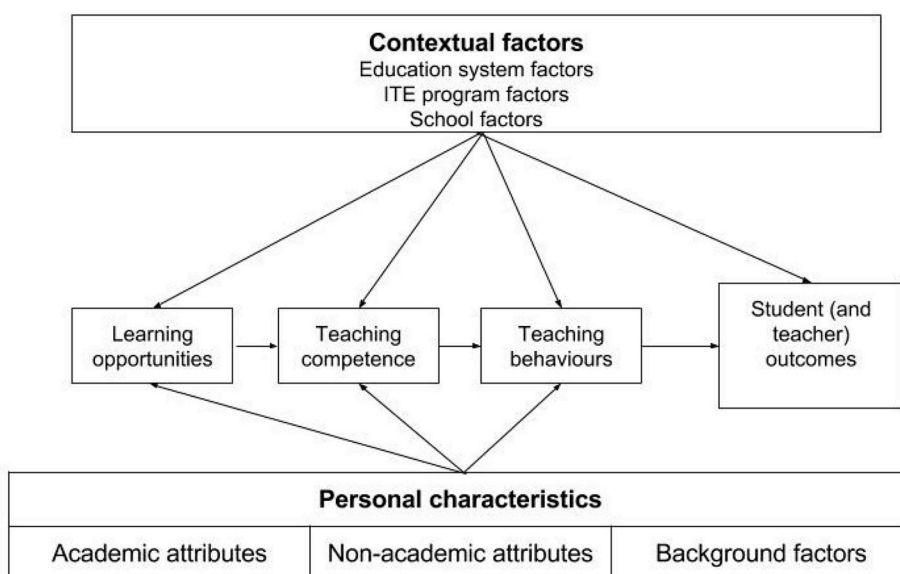 Contextual factors
Education system factors
ITE program factors
School factors
Learning
opportunities
Teaching
competence
Teaching
behaviours
Student (and
teacher)
outcomes
Personal characteristics
Academic attributes
Non-academic attributes
Background factors